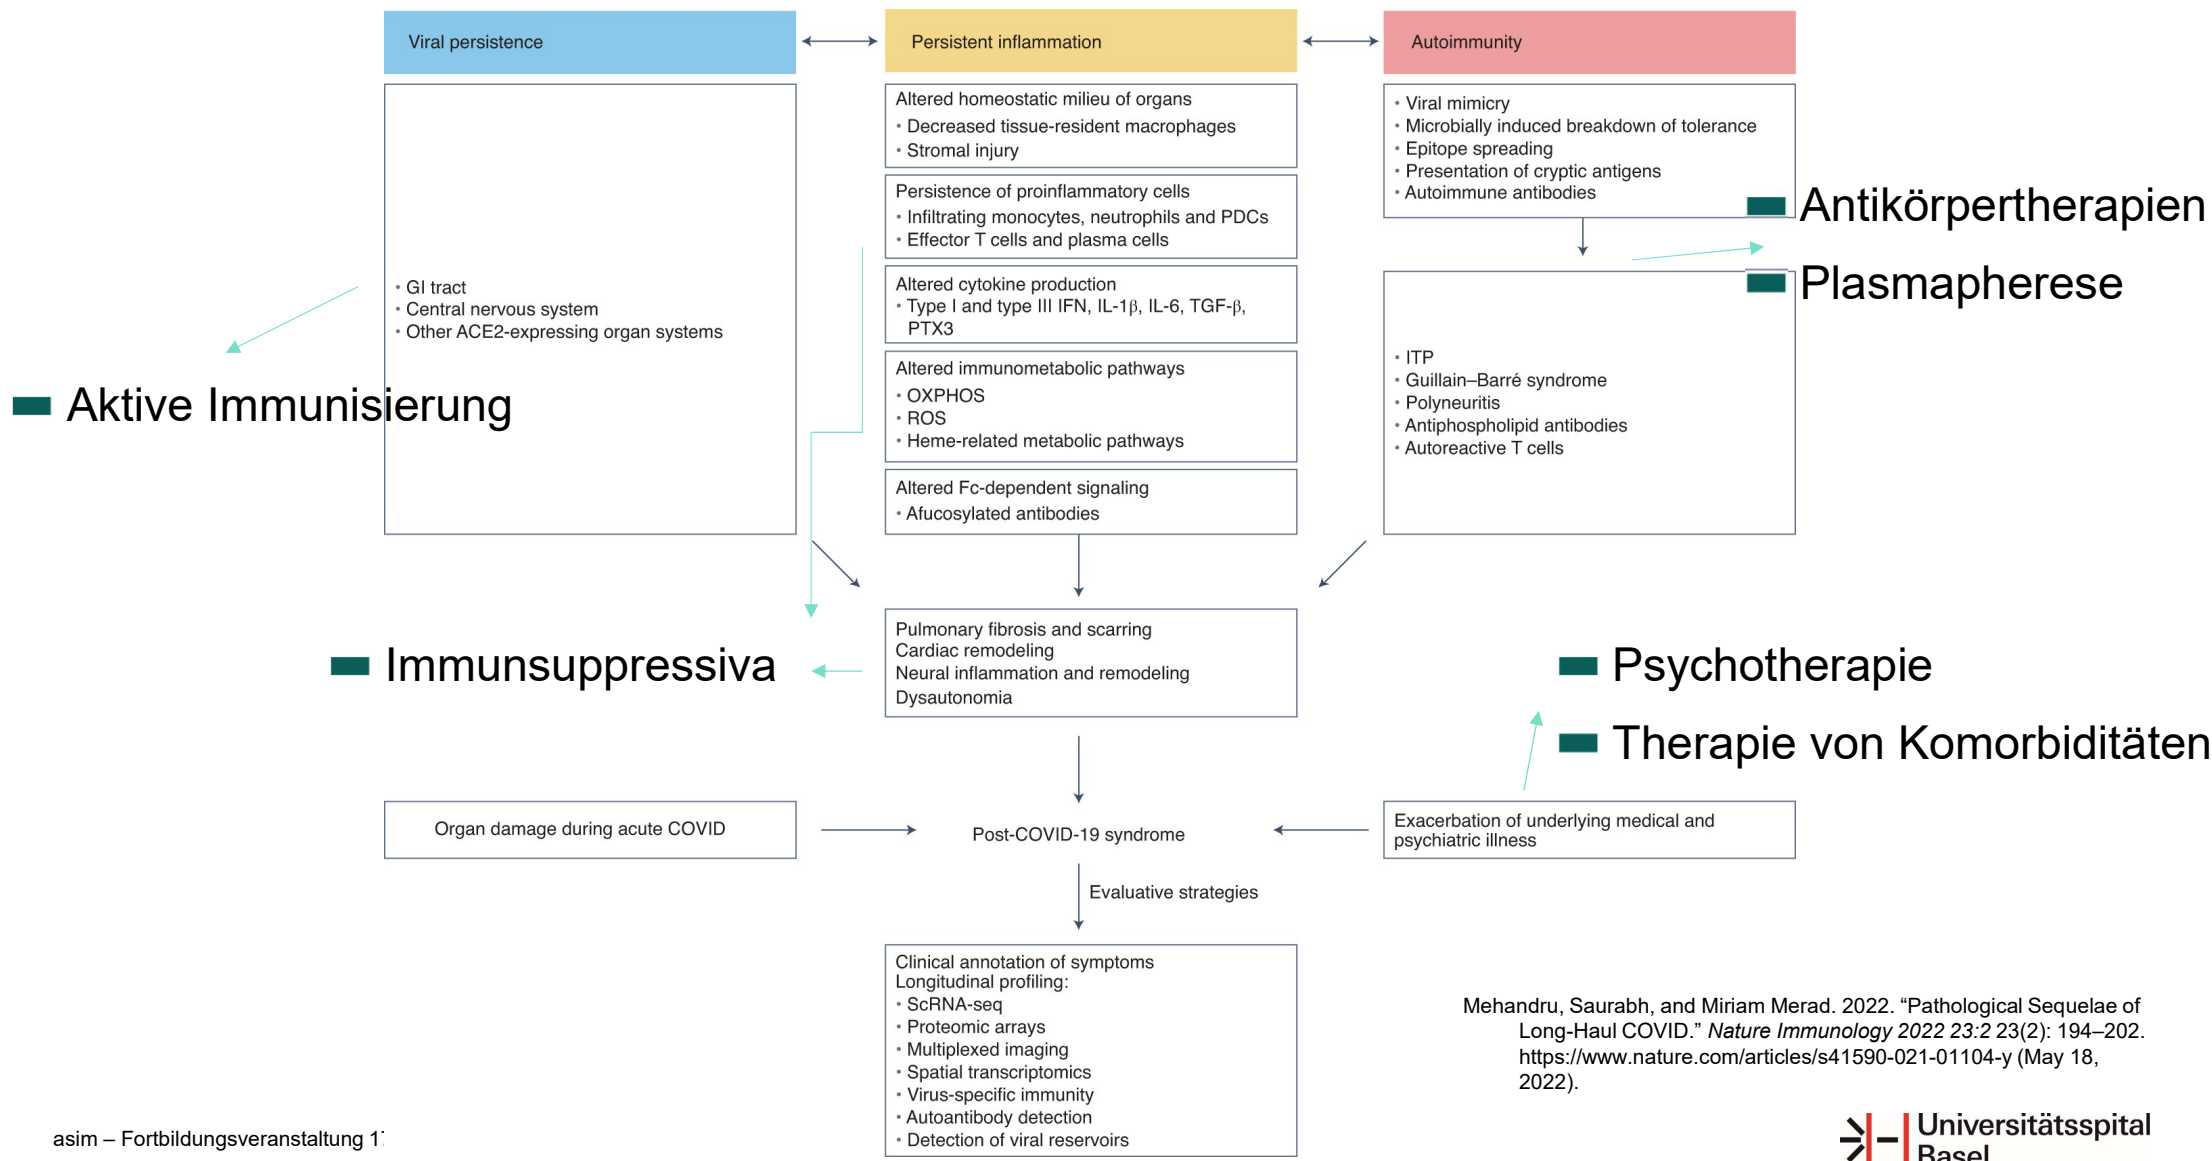 Viral persistence
Persistent inflammation
Autoimmunity
• GI tract
• Central nervous system
• Other ACE2-expressing organ systems
Aktive Immunisierung
Altered homeostatic milieu of organs
• Decreased tissue-resident macrophages
• Stromal injury
Persistence of proinflammatory cells
• Infiltrating monocytes, neutrophils and PDCs
• Effector T cells and plasma cells
Altered cytokine production
• Type I and type III IFN, IL-1β, IL-6, TGF-β,
PTX3
Altered immunometabolic pathways
• OXPHOS
• ROS
• Heme-related metabolic pathways
Altered Fc-dependent signaling
• Afucosylated antibodies
• Viral mimicry
• Microbially induced breakdown of tolerance
• Epitope spreading
• Presentation of cryptic antigens
• Autoimmune antibodies
Antikörpertherapien
Plasmapherese
• ITP
• Guillain–Barré syndrome
• Polyneuritis
• Antiphospholipid antibodies
• Autoreactive T cells
Immunsuppressiva
Pulmonary fibrosis and scarring
Cardiac remodeling
Neural inflammation and remodeling
Dysautonomia
Psychotherapie
Therapie von Komorbiditäten
Organ damage during acute COVID
Post-COVID-19 syndrome
Exacerbation of underlying medical and
psychiatric illness
Evaluative strategies
Clinical annotation of symptoms
Longitudinal profiling:
• ScRNA-seq
• Proteomic arrays
• Multiplexed imaging
• Spatial transcriptomics
• Virus-specific immunity
• Autoantibody detection
• Detection of viral reservoirs
Mehandru, Saurabh, and Miriam Merad. 2022. “Pathological Sequelae of
Long-Haul COVID.” Nature Immunology 2022 23:2 23(2): 194–202.
https://www.nature.com/articles/s41590-021-01104-y (May 18,
2022).
asim – Fortbildungsveranstaltung
Universitätsspital
Basel